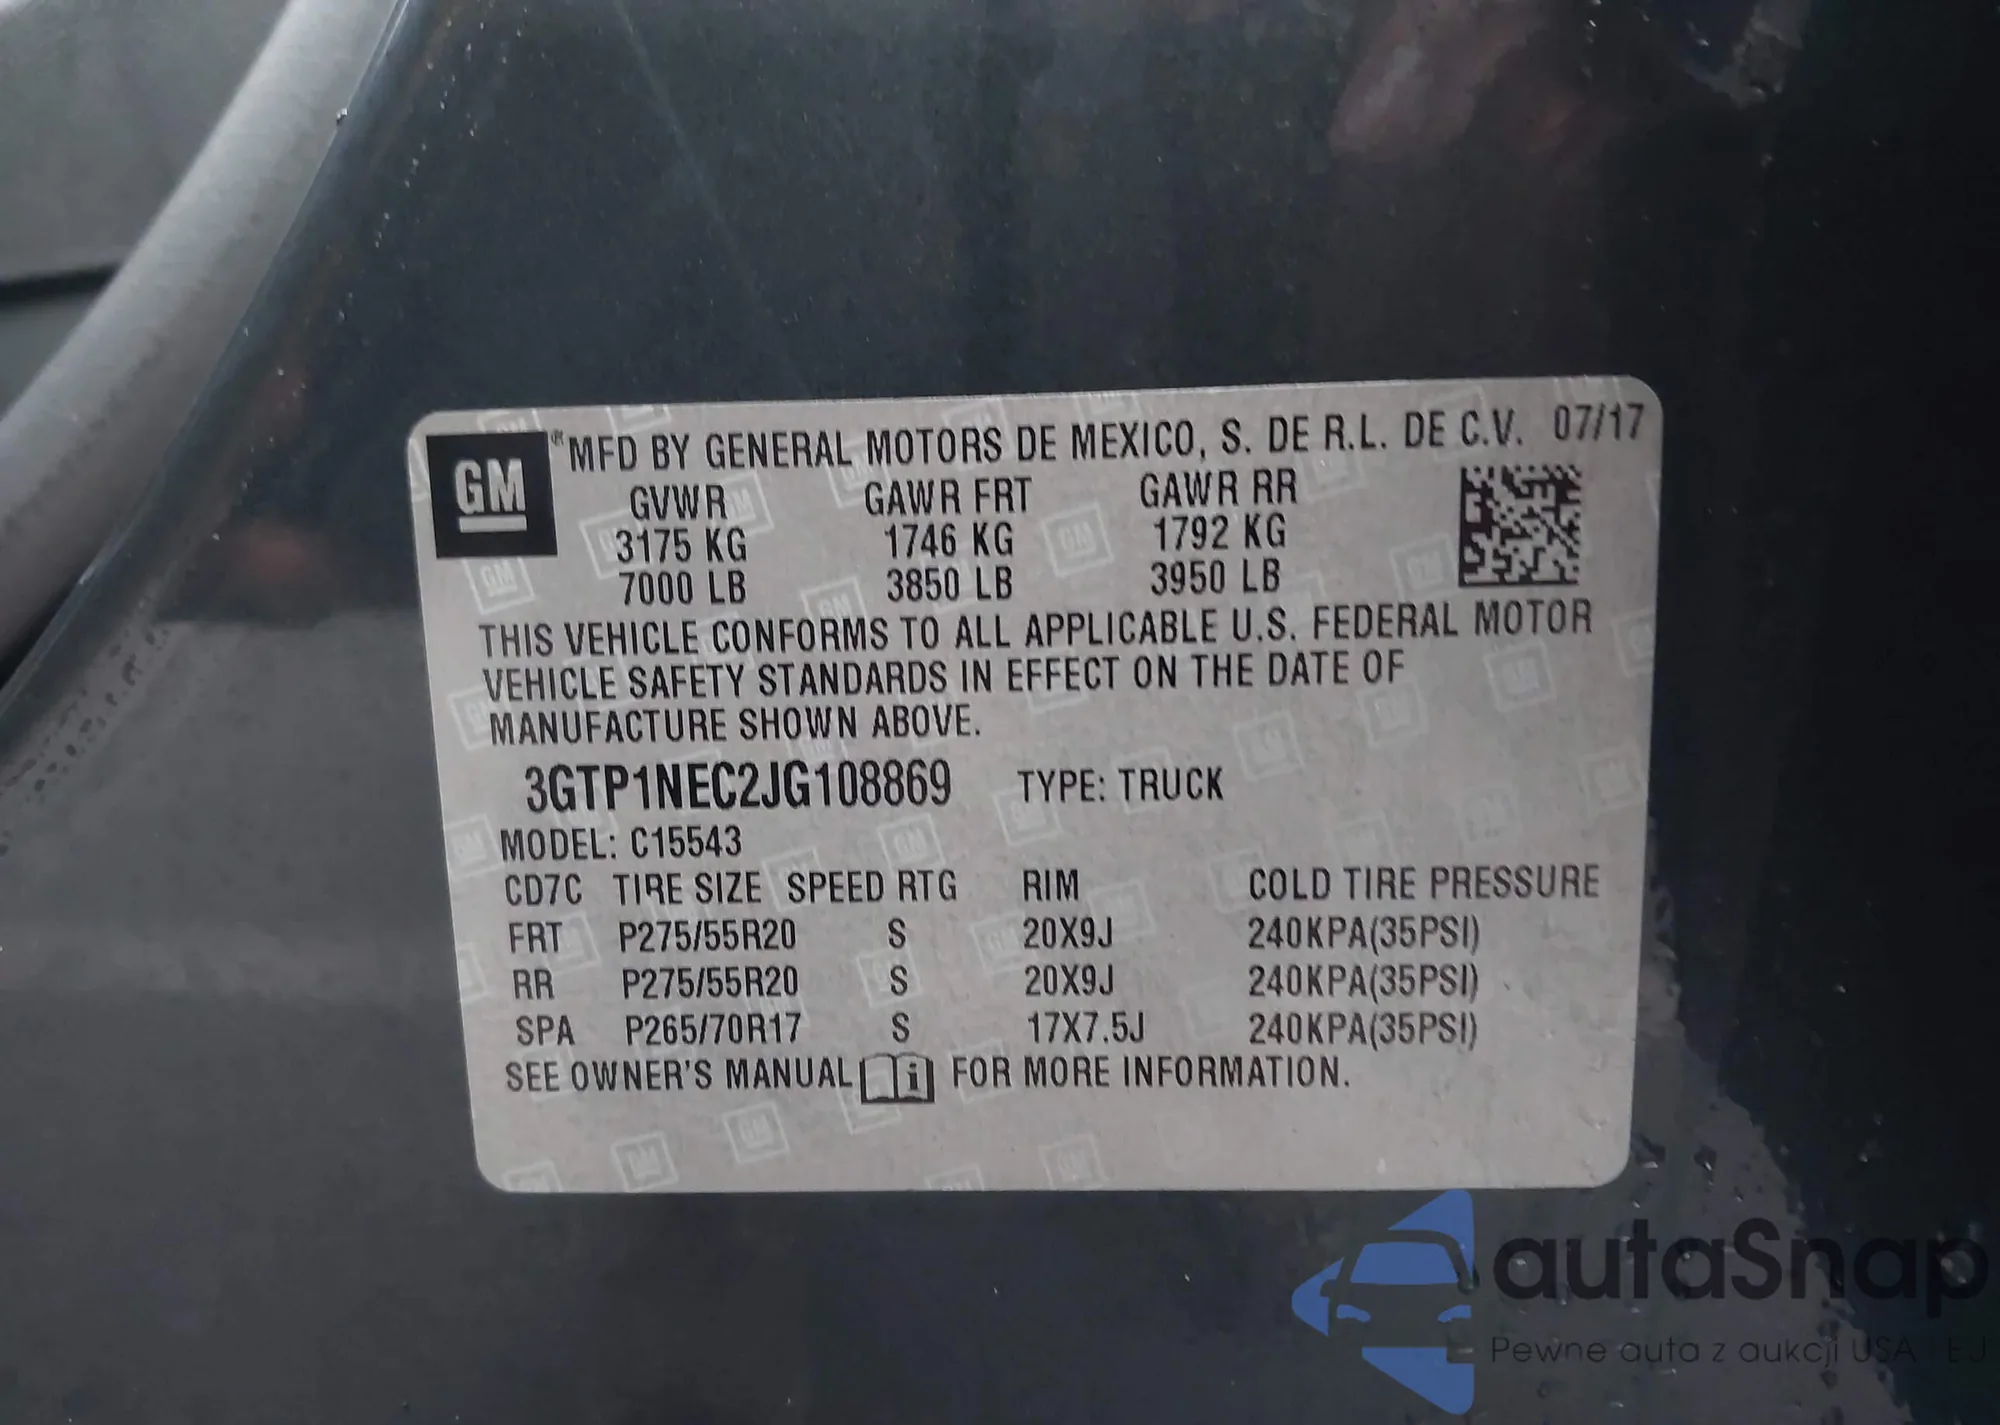 GM
® MFD BY GENERAL MOTORS DE MEXICO, S. DE R.L. DE C.V. 07/17
GVWR GAWR FRT GAWR RR
3175 KG 1746 KG 1792 KG
7000 LB 3850 LB 3950 LB
THIS VEHICLE CONFORMS TO ALL APPLICABLE U.S. FEDERAL MOTOR
VEHICLE SAFETY STANDARDS IN EFFECT ON THE DATE OF
MANUFACTURE SHOWN ABOVE.
3GTP1NEC2JG108869 TYPE: TRUCK
MODEL: C15543
CD7C TIRE SIZE SPEED RTG RIM COLD TIRE PRESSURE
FRT P275/55R20 S 20X9J 240KPA(35PSI)
RR P275/55R20 S 20X9J 240KPA(35PSI)
SPA P265/70R17 S 17X7.5J 240KPA(35PSI)
SEE OWNER'S MANUAL i FOR MORE INFORMATION.
autaSnap
Pewne auta z aukcji USA EU